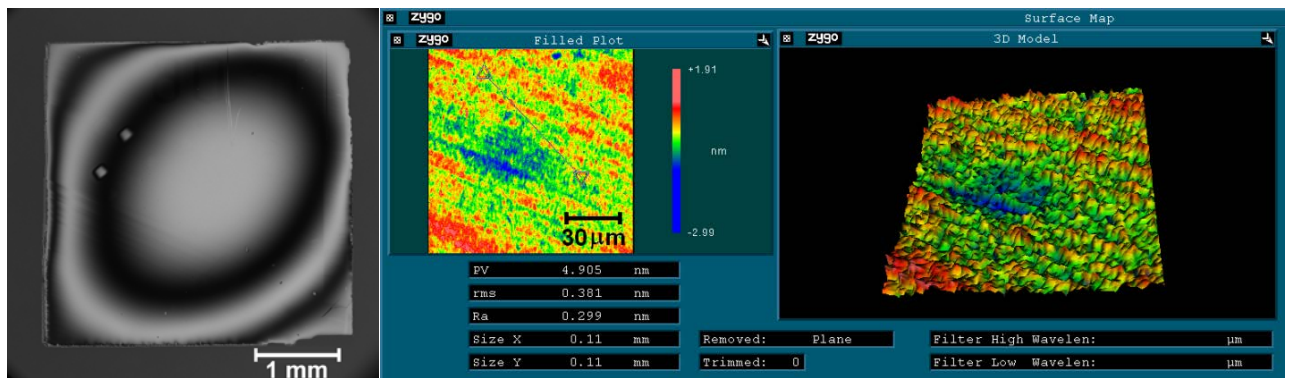 zygo
Surface Map
zygo
Filled Plot
zygo
3D Model
+1.91
nm
-2.99
30 µm
PV 4.905 nm
rms 0.381 nm
Ra 0.299 nm
Size X 0.11 mm
Size Y 0.11 mm
Removed: Plane
Trimmed: 0
Filter High Wavelen: µm
Filter Low Wavelen: µm
1 mm